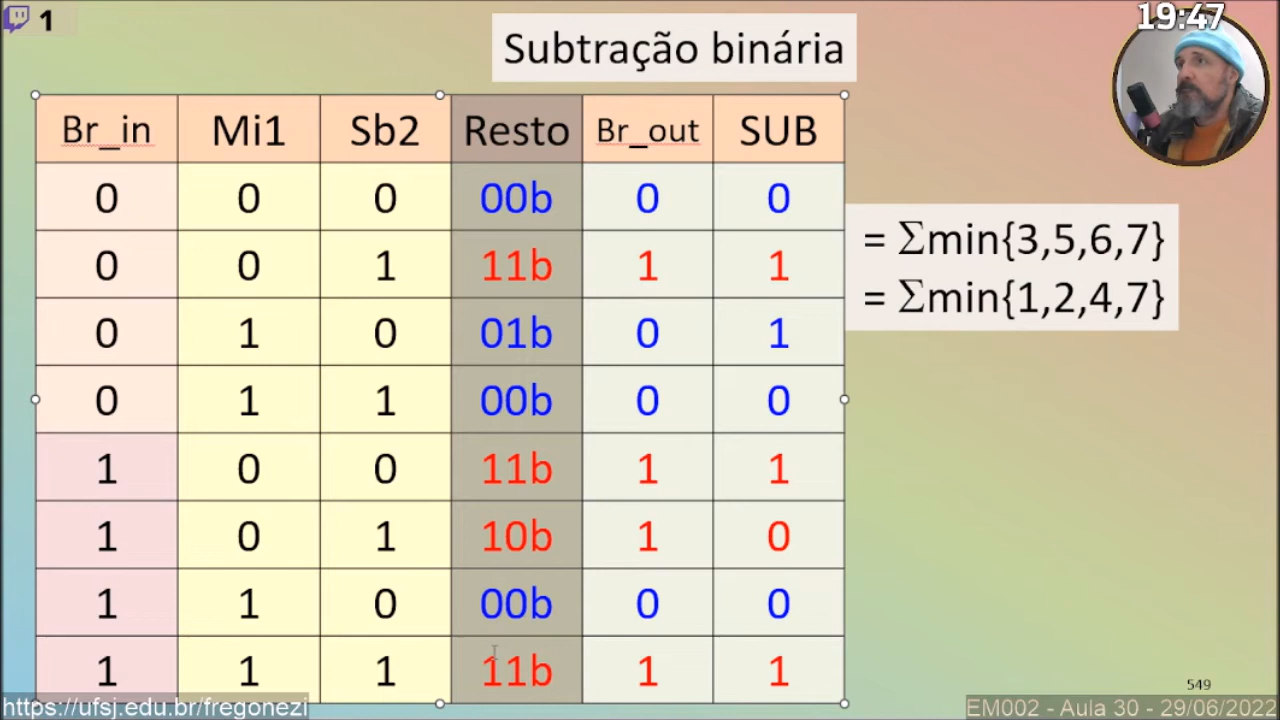 1
19:47
Subtração binária
Br_in Mi1 Sb2 Resto Br_out SUB
0 0 0 00b 0 0
0 0 1 11b 1 1
0 1 0 01b 0 1
0 1 1 00b 0 0
1 0 0 11b 1 1
1 0 1 10b 1 0
1 1 0 00b 0 0
1 1 1 11b 1 1
= Σmin{3,5,6,7}
= Σmin{1,2,4,7}
549
https://ufsj.edu.br/fregonezi
EM002 - Aula 30 - 29/06/2022